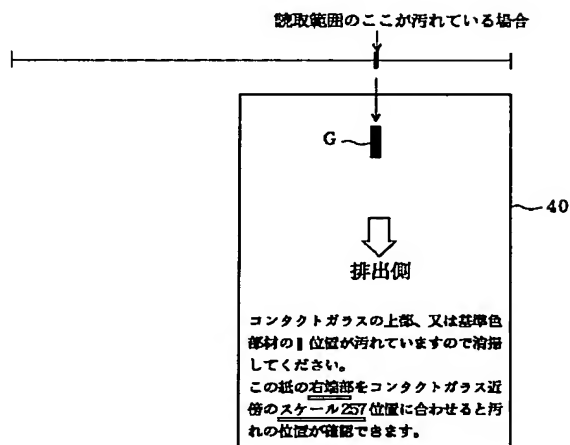 読取範囲のここが汚れている場合
G
40
排出側
コンタクトガラスの上部、又は基準色
部材の▮位置が汚れていますので清掃
してください。
この紙の右端部をコンタクトガラス近
傍のスケール257位置に合わせると汚
れの位置が確認できます。